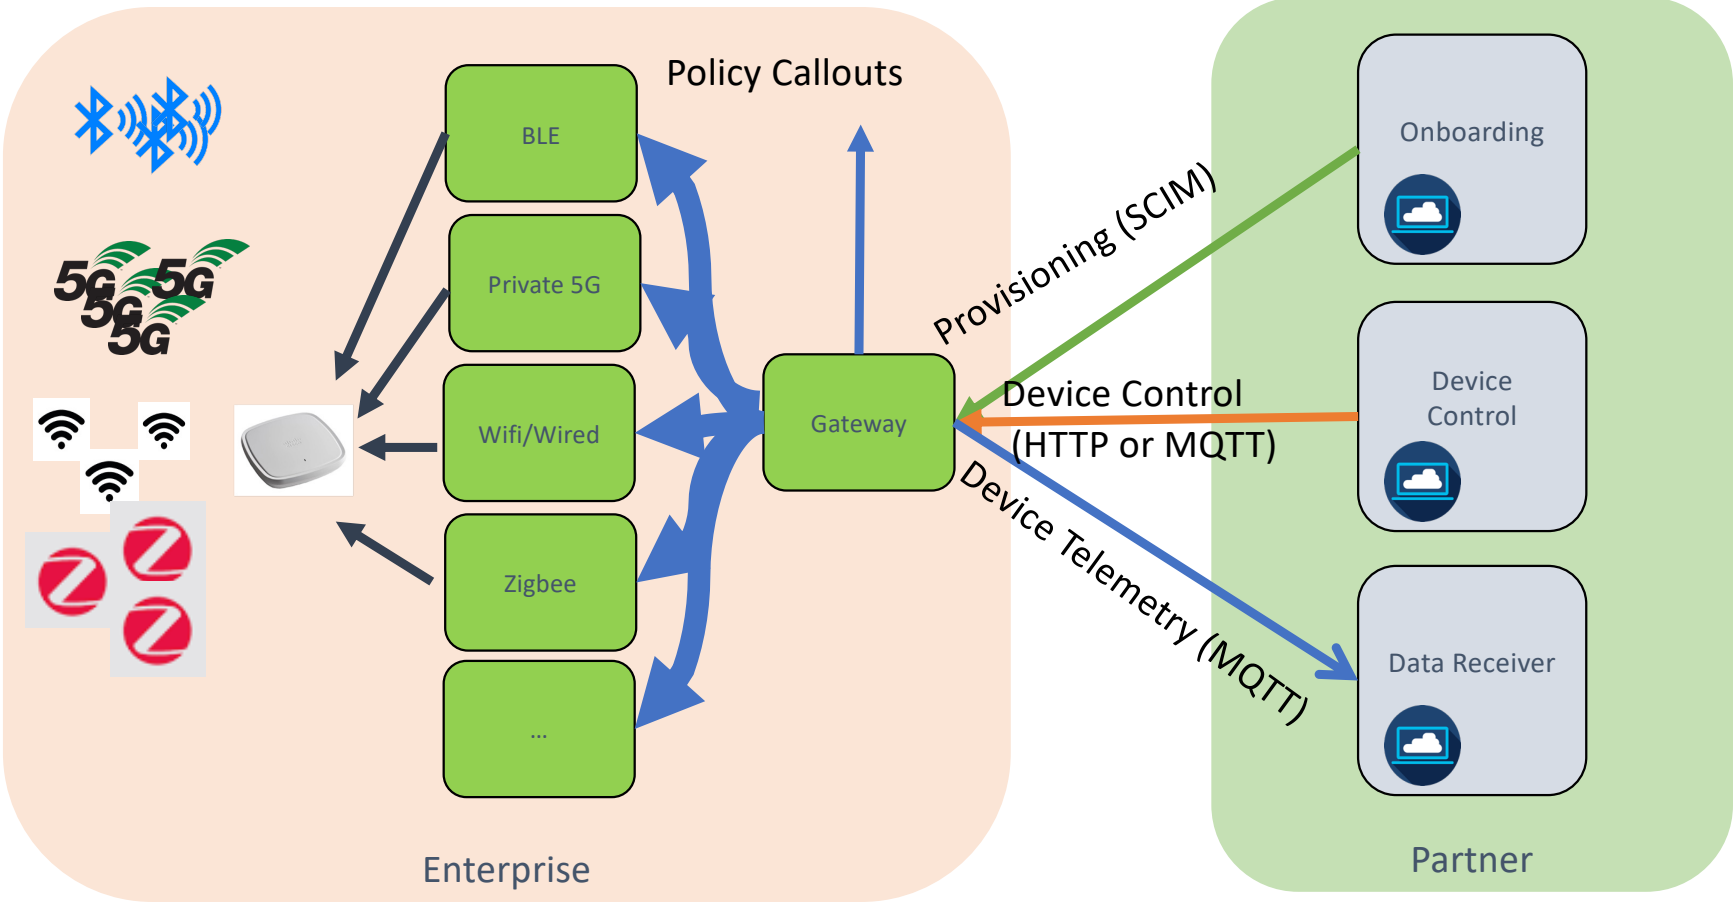 Policy Callouts
BLE
Private 5G
Wifi/Wired
Zigbee
...
Gateway
5G
5G
5G
5G
Provisioning (SCIM)
Device Control
(HTTP or MQTT)
Device Telemetry (MQTT)
Onboarding
Device
Control
Data Receiver
Enterprise
Partner